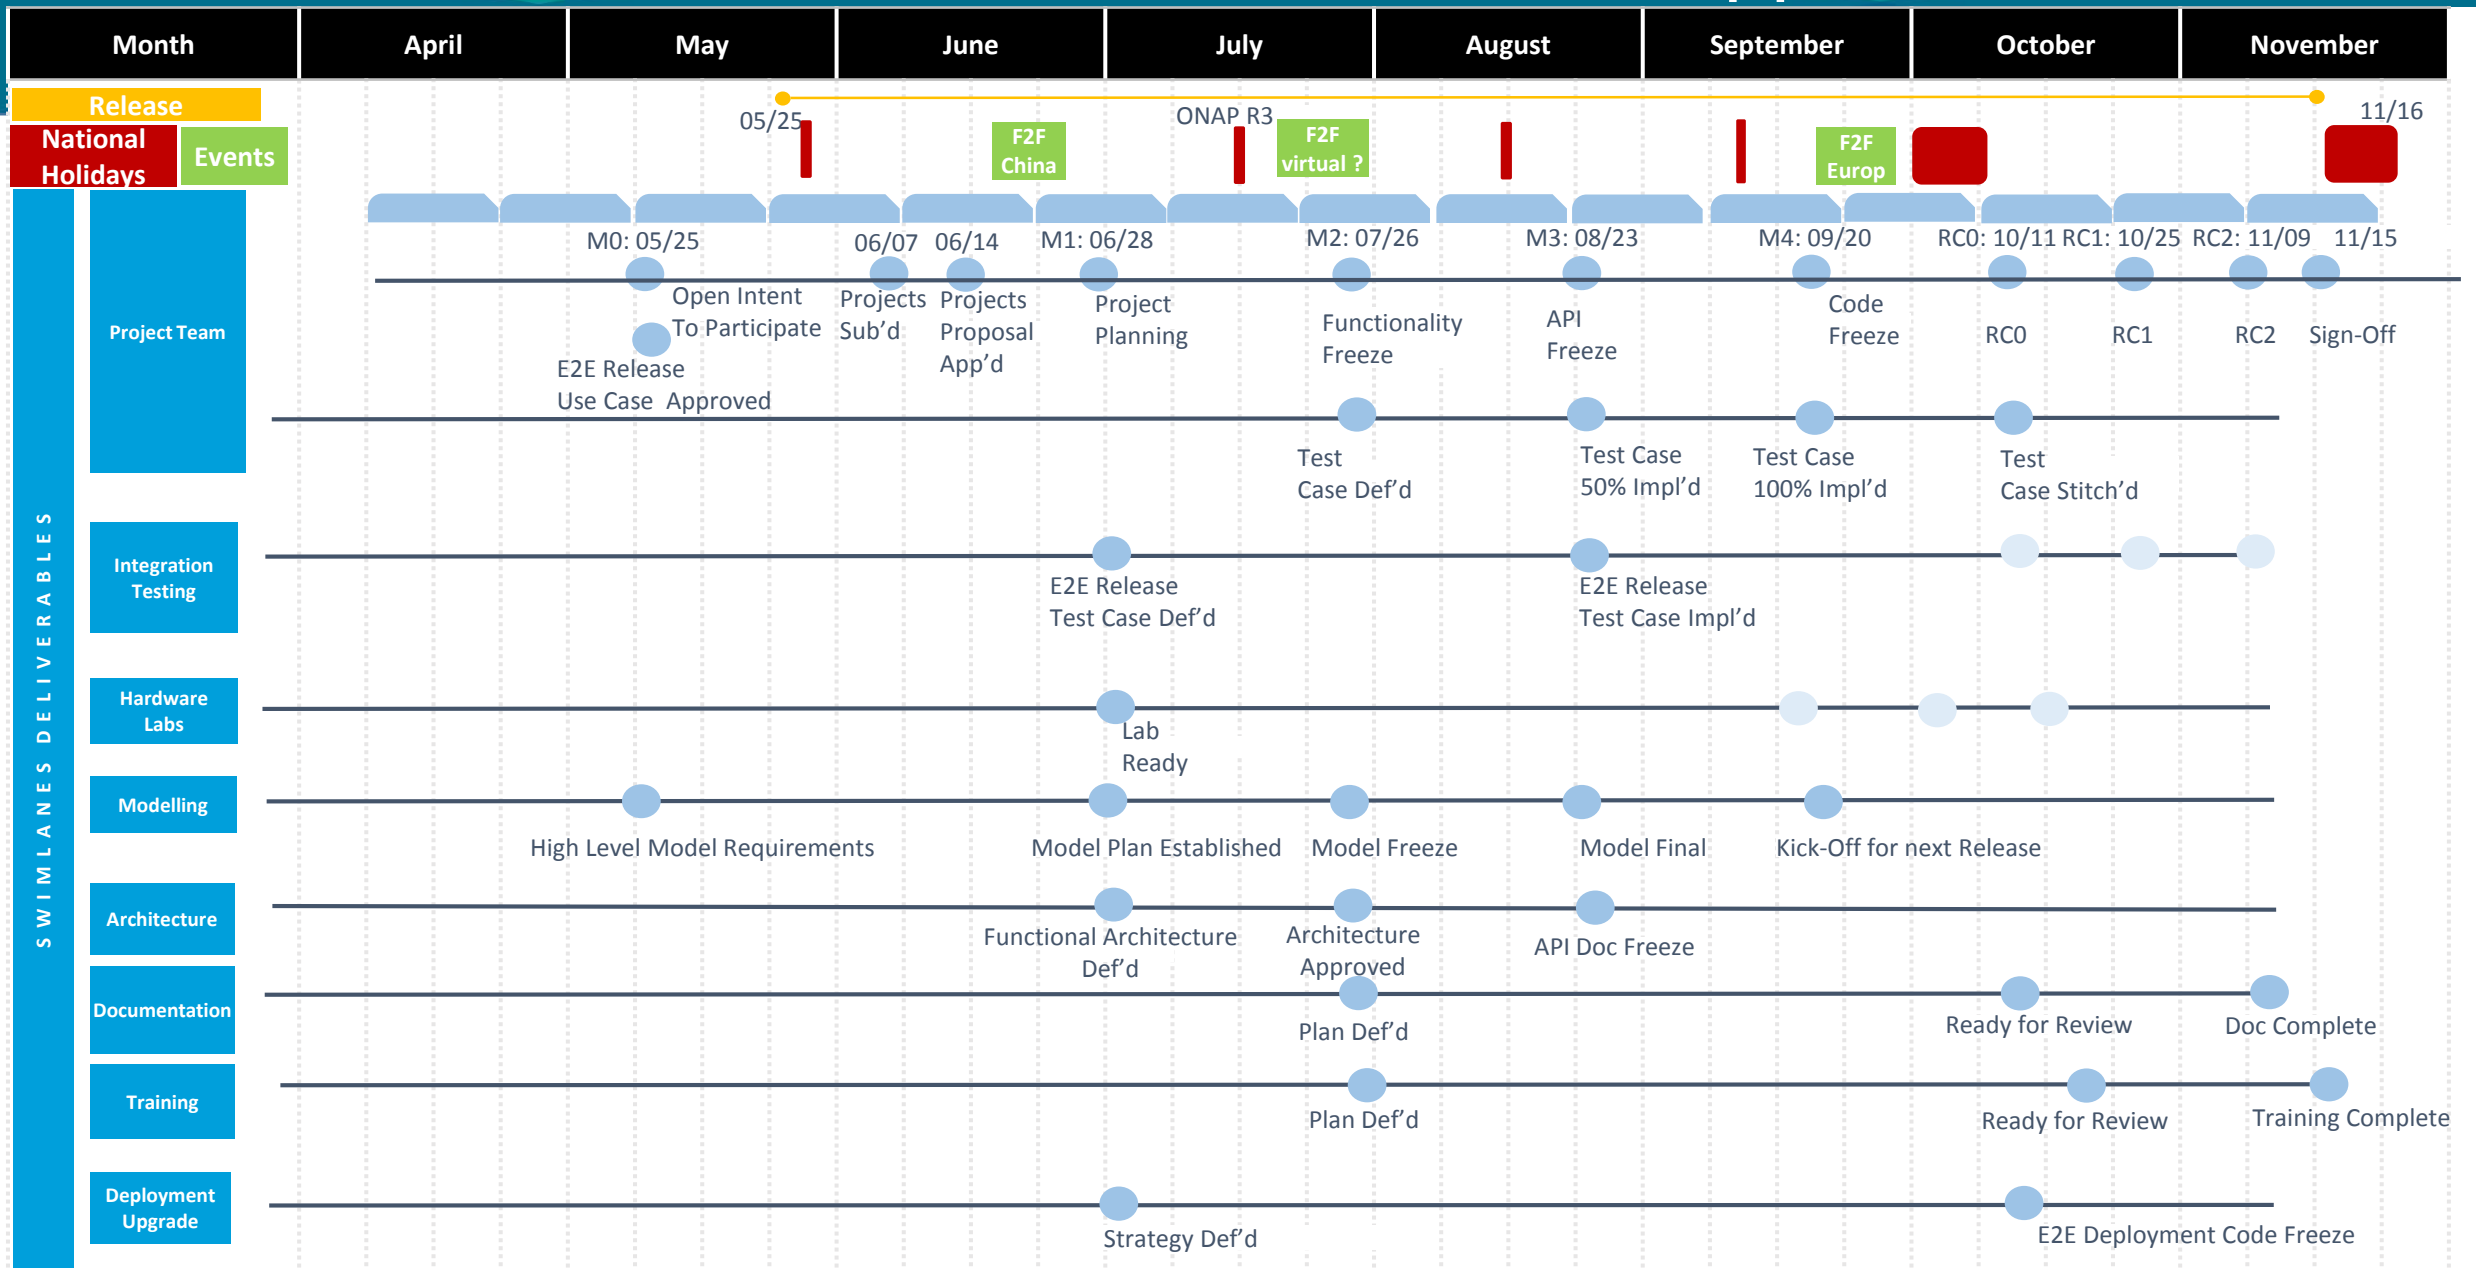 Month April May June July August September October November
Release
05/25
ONAP R3
11/16
National
Holidays
Events
F2F
China
F2F
virtual ?
F2F
Europ
SWIMLANES DELIVERABLES
Project Team
M0: 05/25 06/07 06/14 M1: 06/28 M2: 07/26 M3: 08/23 M4: 09/20 RC0: 10/11 RC1: 10/25 RC2: 11/09 11/15
Open Intent
To Participate
E2E Release
Use Case Approved
Projects
Sub’d
Projects
Proposal
App’d
Project
Planning
Functionality
Freeze
API
Freeze
Code
Freeze
RC0
RC1
RC2
Sign-Off
Test
Case Def’d
Test Case
50% Impl’d
Test Case
100% Impl’d
Test
Case Stitch’d
Integration
Testing
E2E Release
Test Case Def’d
E2E Release
Test Case Impl’d
Hardware
Labs
Lab
Ready
Modelling
High Level Model Requirements
Model Plan Established
Model Freeze
Model Final
Kick-Off for next Release
Architecture
Functional Architecture
Def’d
Architecture
Approved
API Doc Freeze
Documentation
Plan Def’d
Ready for Review
Doc Complete
Training
Plan Def’d
Ready for Review
Training Complete
Deployment
Upgrade
Strategy Def’d
E2E Deployment Code Freeze